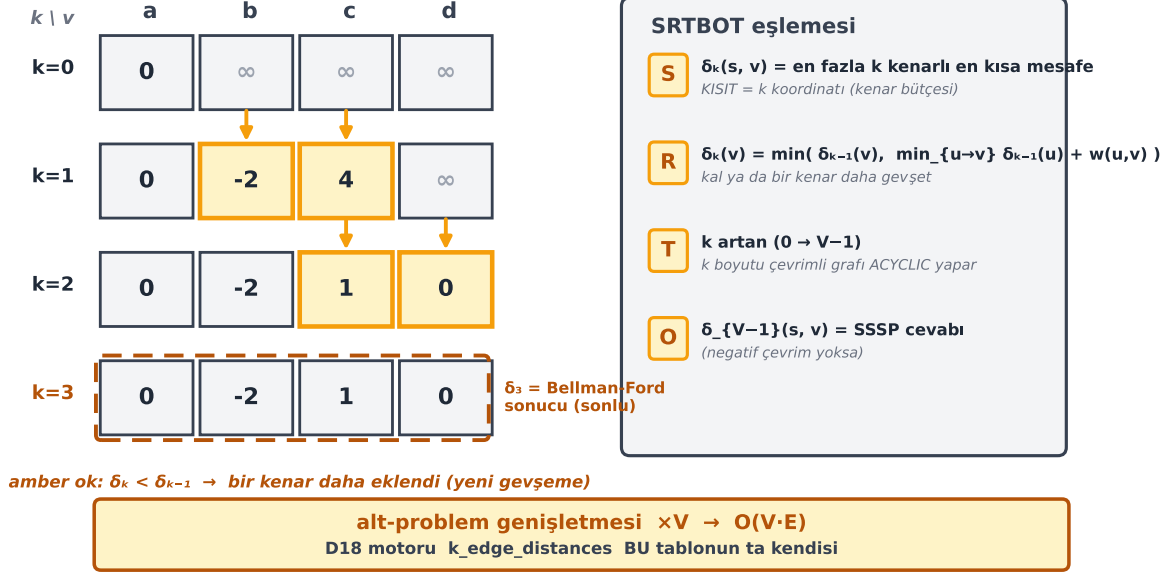 k \ v a b c d
k=0 0 ∞ ∞ ∞
k=1 0 -2 4 ∞
k=2 0 -2 1 0
k=3 0 -2 1 0
δ₃ = Bellman-Ford
sonucu (sonlu)
amber ok: δₖ < δₖ₋₁ → bir kenar daha eklendi (yeni gevşeme)
SRTBOT eşlemesi
S δₖ(s, v) = en fazla k kenarlı en kısa mesafe
KISIT = k koordinatı (kenar bütçesi)
R δₖ(v) = min( δₖ₋₁(v), min_{u→v} δₖ₋₁(u) + w(u,v) )
kal ya da bir kenar daha gevşet
T k artan (0 → V−1)
k boyutu çevrimli grafı ACYCLIC yapar
O δ_{V−1}(s, v) = SSSP cevabı
(negatif çevrim yoksa)
alt-problem genişletmesi ×V → O(V·E)
D18 motoru k_edge_distances BU tablonun ta kendisi